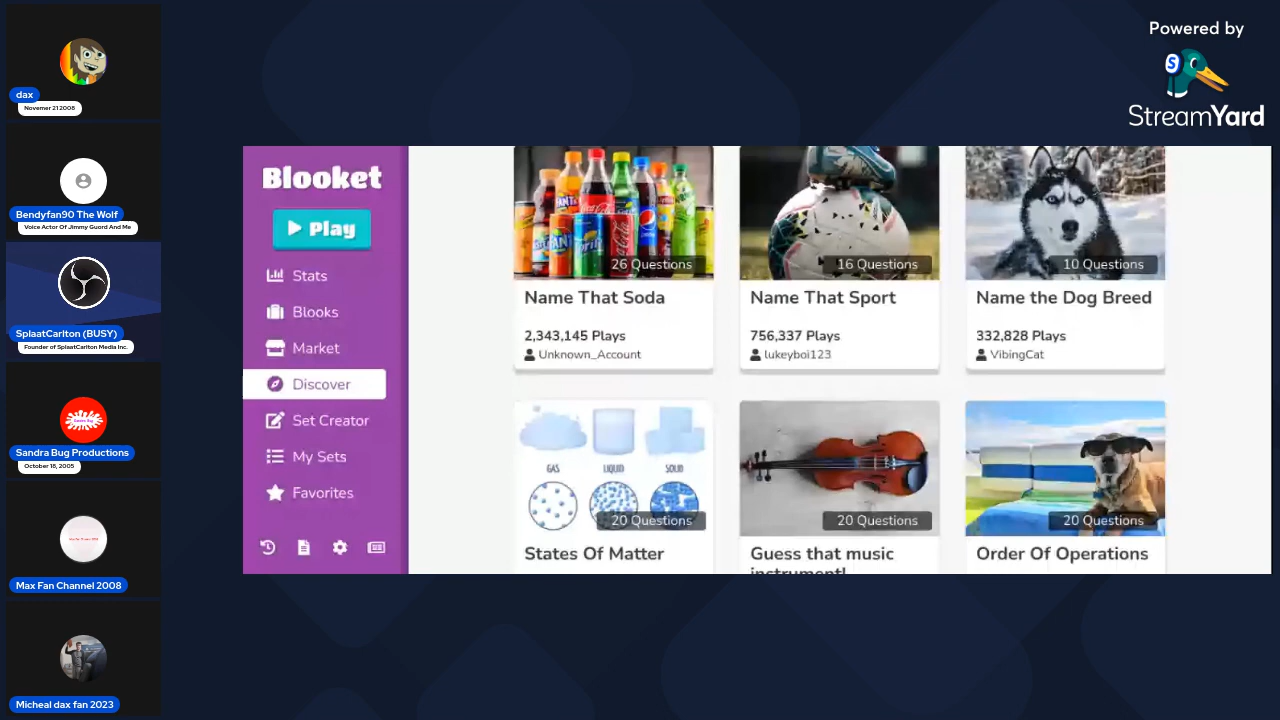 dax
Novemer 21 2008
Bendyfan90 The Wolf
Voice Actor Of Jimmy Guord And Me
SplaatCarlton (BUSY)
Founder of SplaatCarlton Media Inc.
Sandra Bug Productions
October 18, 2005
Max Fan Channel 2008
Micheal dax fan 2023
Powered by
StreamYard
Blooket
Play
Stats
Blooks
Market
Discover
Set Creator
My Sets
Favorites
26 Questions
Name That Soda
2,343,145 Plays
Unknown_Account
16 Questions
Name That Sport
756,337 Plays
lukeyboi123
10 Questions
Name the Dog Breed
332,828 Plays
VibingCat
GAS LIQUID SOLID
20 Questions
States Of Matter
20 Questions
Guess that music
instrument!
20 Questions
Order Of Operations